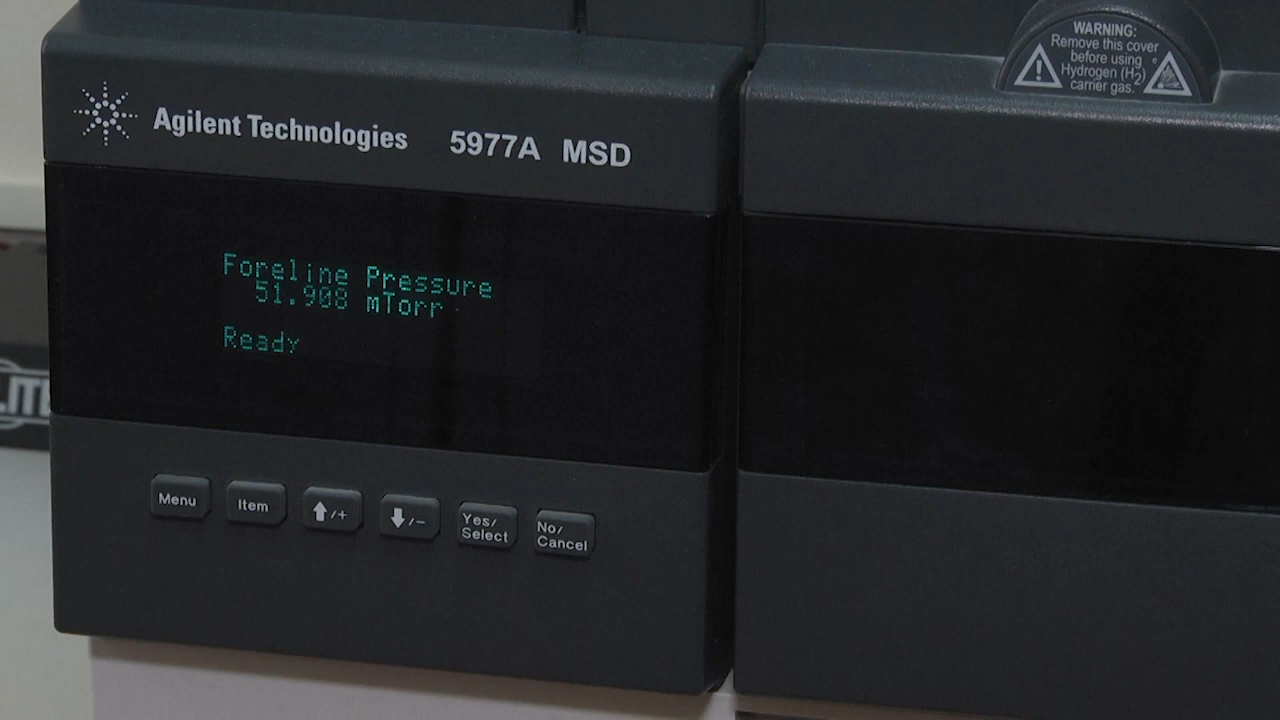 Agilent Technologies 5977A MSD
WARNING:
Remove this cover
before using
Hydrogen (H2)
carrier gas.
Foreline Pressure
51.908 mTorr
Ready
Menu
Item
⬆/+
⬇/-
Yes/
Select
No/
Cancel